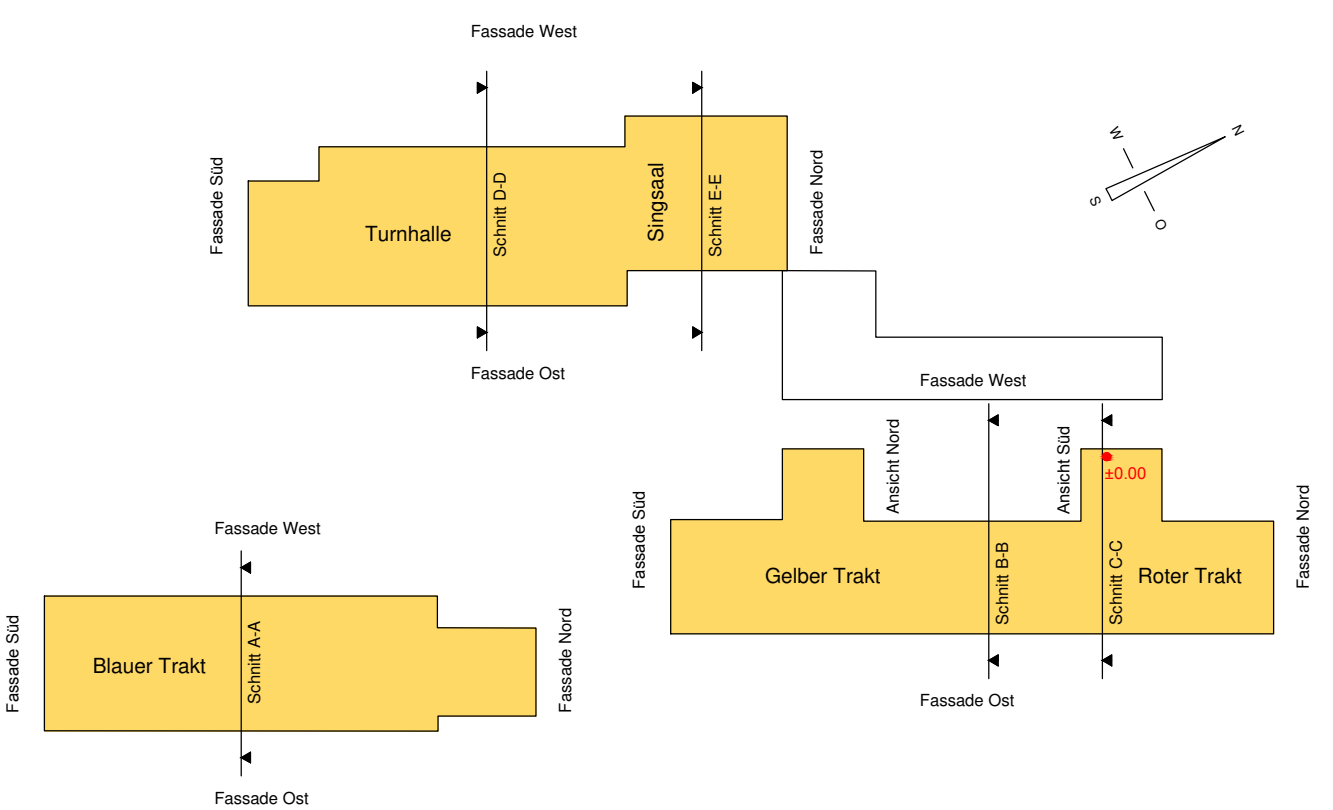 Fassade West
Fassade Süd
Turnhalle
Schnitt D-D
Singsaal
Schnitt E-E
Fassade Nord
Fassade Ost
W
N
S
O
Fassade West
Fassade Süd
Ansicht Nord
Ansicht Süd
±0.00
Gelber Trakt
Schnitt B-B
Schnitt C-C
Roter Trakt
Fassade Nord
Fassade Ost
Fassade West
Fassade Süd
Blauer Trakt
Schnitt A-A
Fassade Nord
Fassade Ost